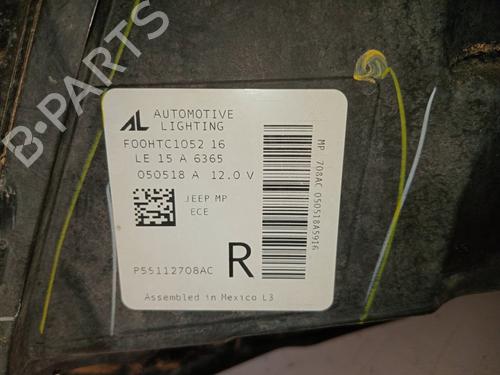 B-PARTS
AL AUTOMOTIVE
LIGHTING
F00HTC1052 16
LE 15 A 6365
050518 A 12.0 V
JEEP MP
ECE
P55112708AC
R
Assembled in Mexico L3
MP 708AC 050518A5916